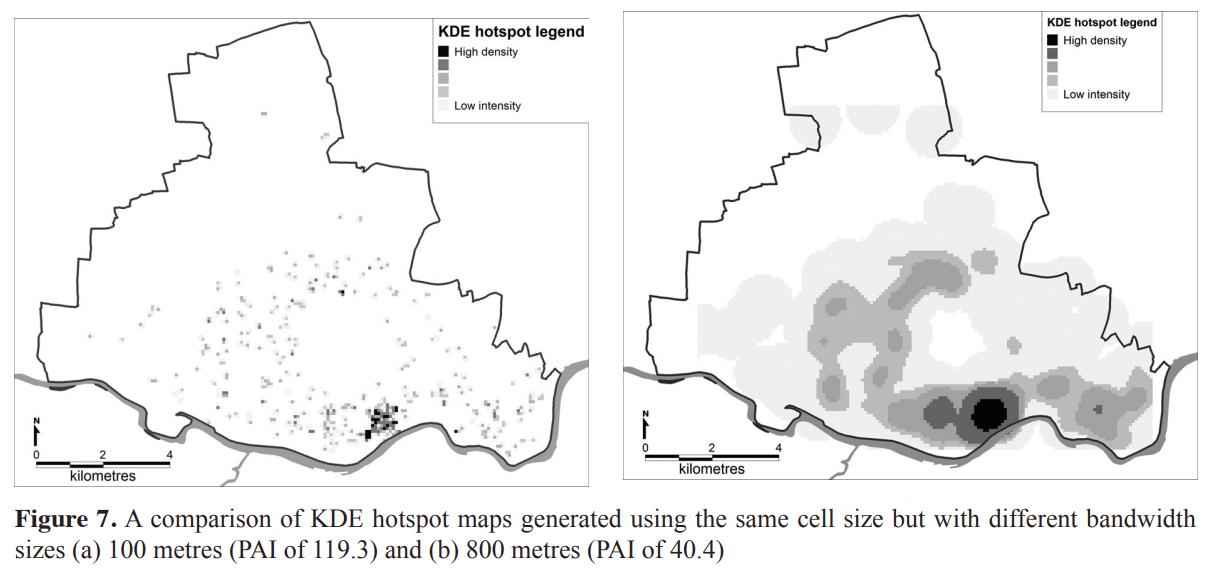 KDE hotspot legend
High density
Low intensity
N
0 2 4
kilometres
KDE hotspot legend
High density
Low intensity
N
0 2 4
kilometres
Figure 7. A comparison of KDE hotspot maps generated using the same cell size but with different bandwidth
sizes (a) 100 metres (PAI of 119.3) and (b) 800 metres (PAI of 40.4)